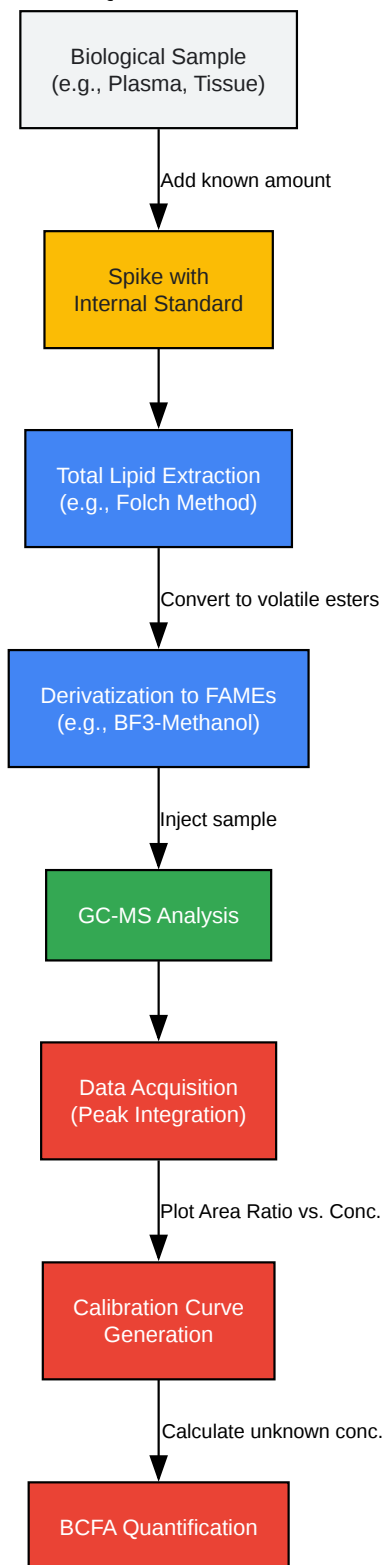 Biological Sample
(e.g., Plasma, Tissue)
Add known amount
Spike with
Internal Standard
Total Lipid Extraction
(e.g., Folch Method)
Convert to volatile esters
Derivatization to FAMEs
(e.g., BF3-Methanol)
Inject sample
GC-MS Analysis
Data Acquisition
(Peak Integration)
Plot Area Ratio vs. Conc.
Calibration Curve
Generation
Calculate unknown conc.
BCFA Quantification